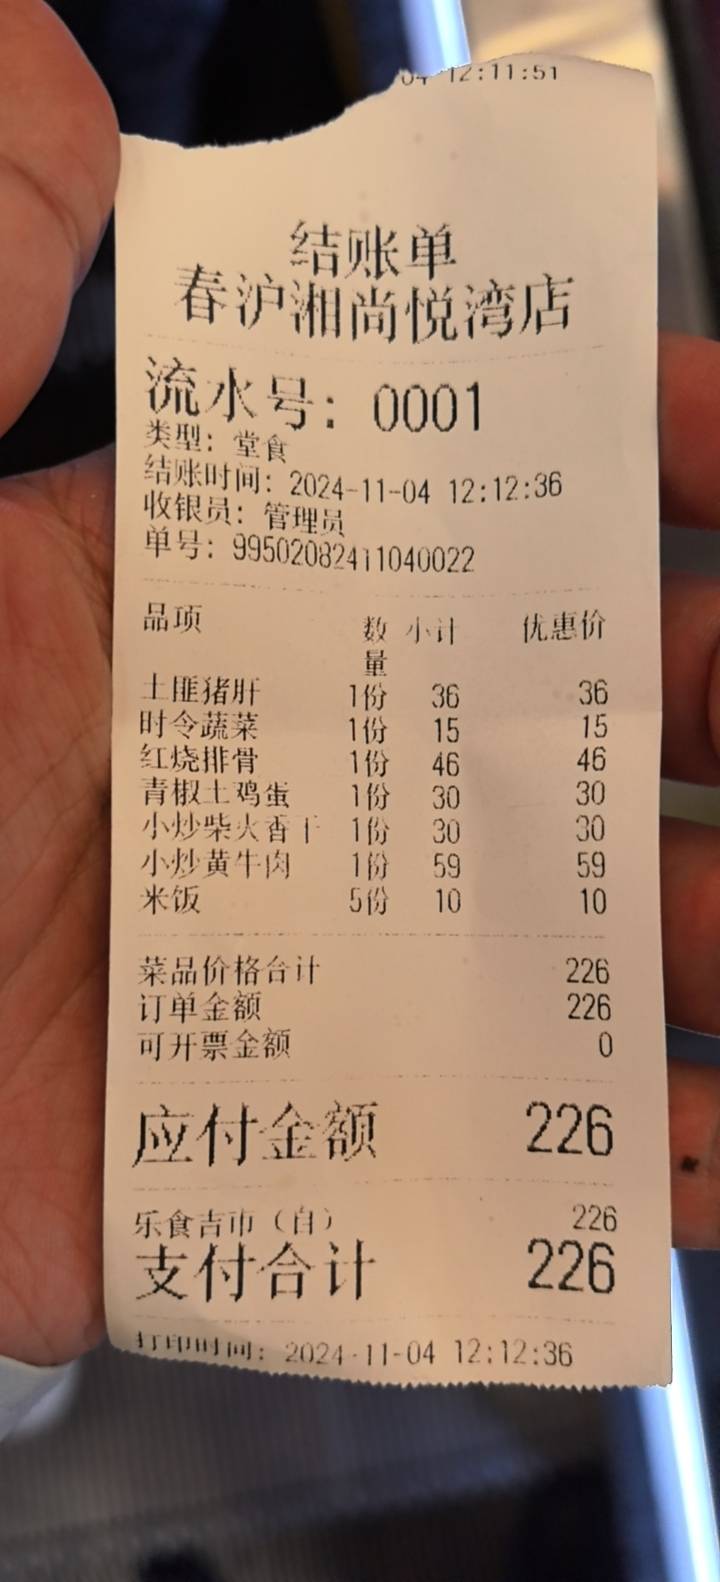 04 12:11:51
结账单
春沪湘尚悦湾店
流水号: 0001
类型: 堂食
结账时间: 2024-11-04 12:12:36
收银员: 管理员
单号: 99502082411040022
品项 数量 小计 优惠价
土匪猪肝 1份 36 36
时令蔬菜 1份 15 15
红烧排骨 1份 46 46
青椒土鸡蛋 1份 30 30
小炒柴火香干 1份 30 30
小炒黄牛肉 1份 59 59
米饭 5份 10 10
菜品价格合计 226
订单金额 226
可开票金额 0
应付金额 226
乐食吉市（白） 226
支付合计 226
打印时间: 2024-11-04 12:12:36